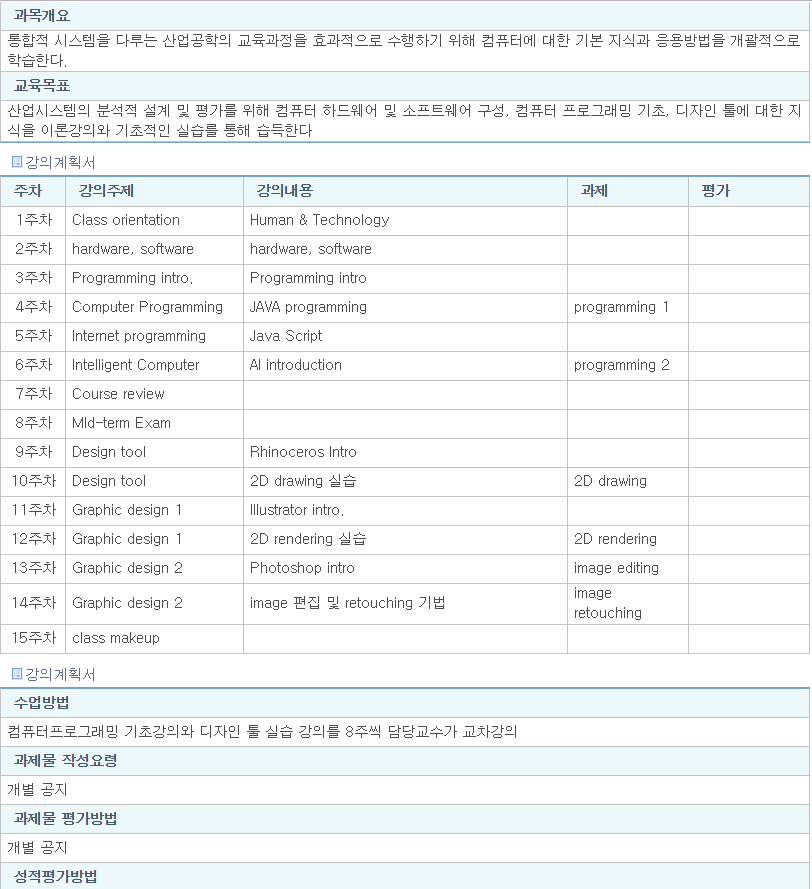 과목개요
통합적 시스템을 다루는 산업공학의 교육과정을 효과적으로 수행하기 위해 컴퓨터에 대한 기본 지식과 응용방법을 개괄적으로
학습한다.
교육목표
산업시스템의 분석적 설계 및 평가를 위해 컴퓨터 하드웨어 및 소프트웨어 구성, 컴퓨터 프로그래밍 기초, 디자인 툴에 대한 지
식을 이론강의와 기초적인 실습를 통해 습득한다
강의계획서
주차 강의주제 강의내용 과제 평가
1주차 Class orientation Human & Technology
2주차 hardware, software hardware, software
3주차 Programming intro. Programming intro
4주차 Computer Programming JAVA programming programming 1
5주차 Internet programming Java Script
6주차 Intelligent Computer AI introduction programming 2
7주차 Course review
8주차 MId-term Exam
9주차 Design tool Rhinoceros Intro
10주차 Design tool 2D drawing 실습 2D drawing
11주차 Graphic design 1 Illustrator intro.
12주차 Graphic design 1 2D rendering 실습 2D rendering
13주차 Graphic design 2 Photoshop intro image editing
14주차 Graphic design 2 image 편집 및 retouching 기법 image
retouching
15주차 class makeup
강의계획서
수업방법
컴퓨터프로그래밍 기초강의와 디자인 툴 실습 강의를 8주씩 담당교수가 교차강의
과제물 작성요령
개별 공지
과제물 평가방법
개별 공지
성적평가방법